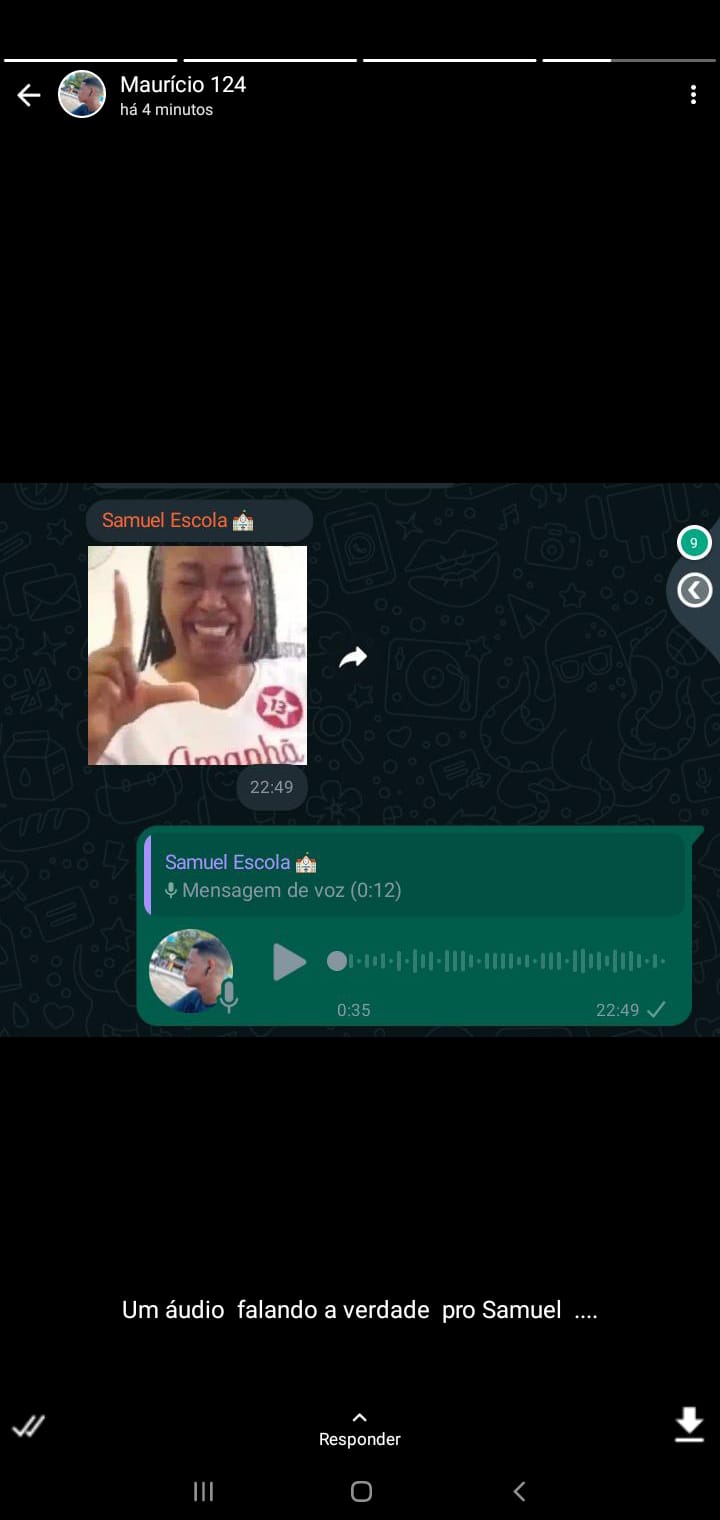 Maurício 124
há 4 minutos
Samuel Escola
13
Amanhã
22:49
9
Samuel Escola
Mensagem de voz (0:12)
0:35
22:49
Um áudio falando a verdade pro Samuel ....
Responder